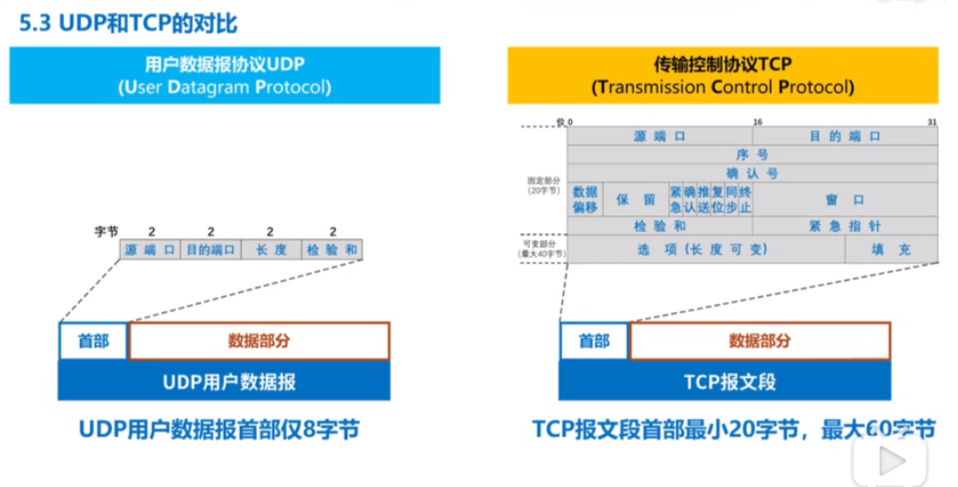 5.3 UDP和TCP的对比
用户数据报协议UDP
(User Datagram Protocol)
字节 2 2 2 2
源端口 目的端口 长度 检验和
首部 数据部分
UDP用户数据报
UDP用户数据报首部仅8字节
传输控制协议TCP
(Transmission Control Protocol)
位 0 16 31
源端口 目的端口
序号
确认号
固定部分
(20字节)
数据偏移 保留 紧急 确认 推送 复位 同步 终止 窗口
检验和 紧急指针
可变部分
(最大40字节)
选项(长度可变) 填充
首部 数据部分
TCP报文段
TCP报文段首部最小20字节，最大60字节